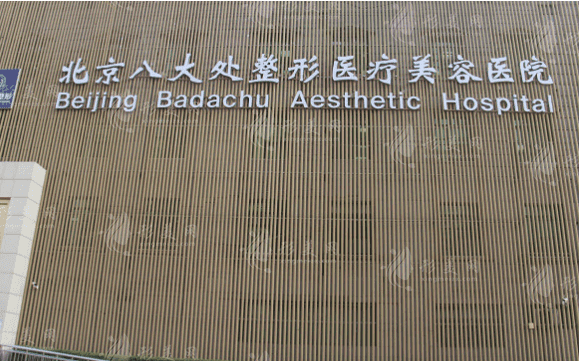 北京八大处整形医疗美容医院
Beijing Badachu Aesthetic Hospital